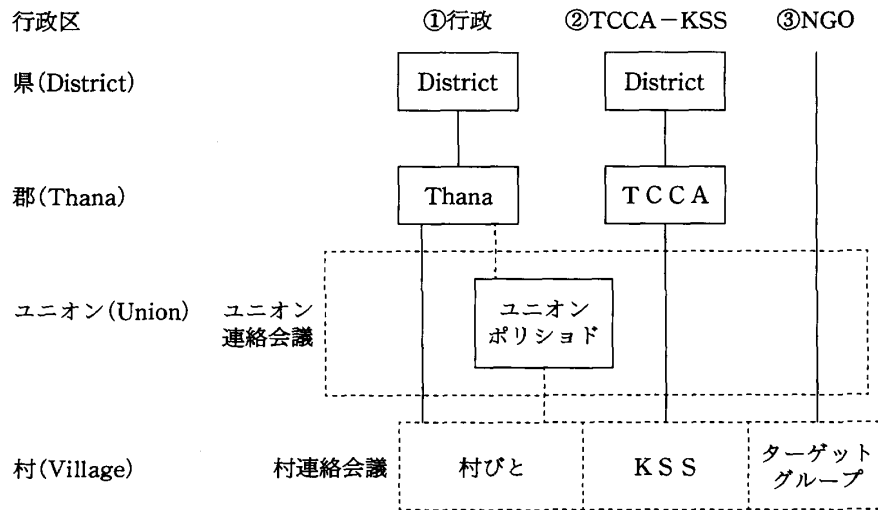 行政区 ①行政 ②TCCA－KSS ③NGO
県(District) District District
郡(Thana) Thana TCCA
ユニオン(Union) ユニオン
連絡会議 ユニオン
ポリショド
村(Village) 村連絡会議 村びと KSS ターゲット
グループ